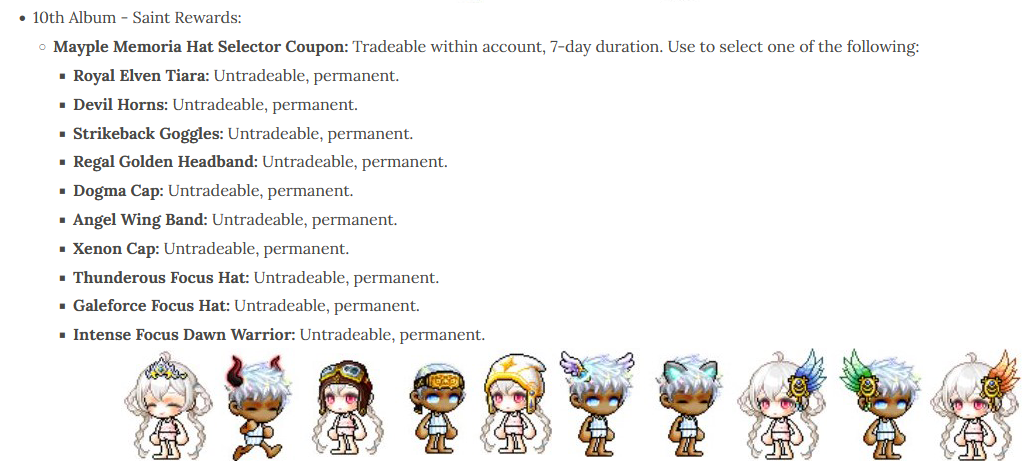 10th Album - Saint Rewards:
Mayple Memoria Hat Selector Coupon: Tradeable within account, 7-day duration. Use to select one of the following:
Royal Elven Tiara: Untradeable, permanent.
Devil Horns: Untradeable, permanent.
Strikeback Goggles: Untradeable, permanent.
Regal Golden Headband: Untradeable, permanent.
Dogma Cap: Untradeable, permanent.
Angel Wing Band: Untradeable, permanent.
Xenon Cap: Untradeable, permanent.
Thunderous Focus Hat: Untradeable, permanent.
Galeforce Focus Hat: Untradeable, permanent.
Intense Focus Dawn Warrior: Untradeable, permanent.